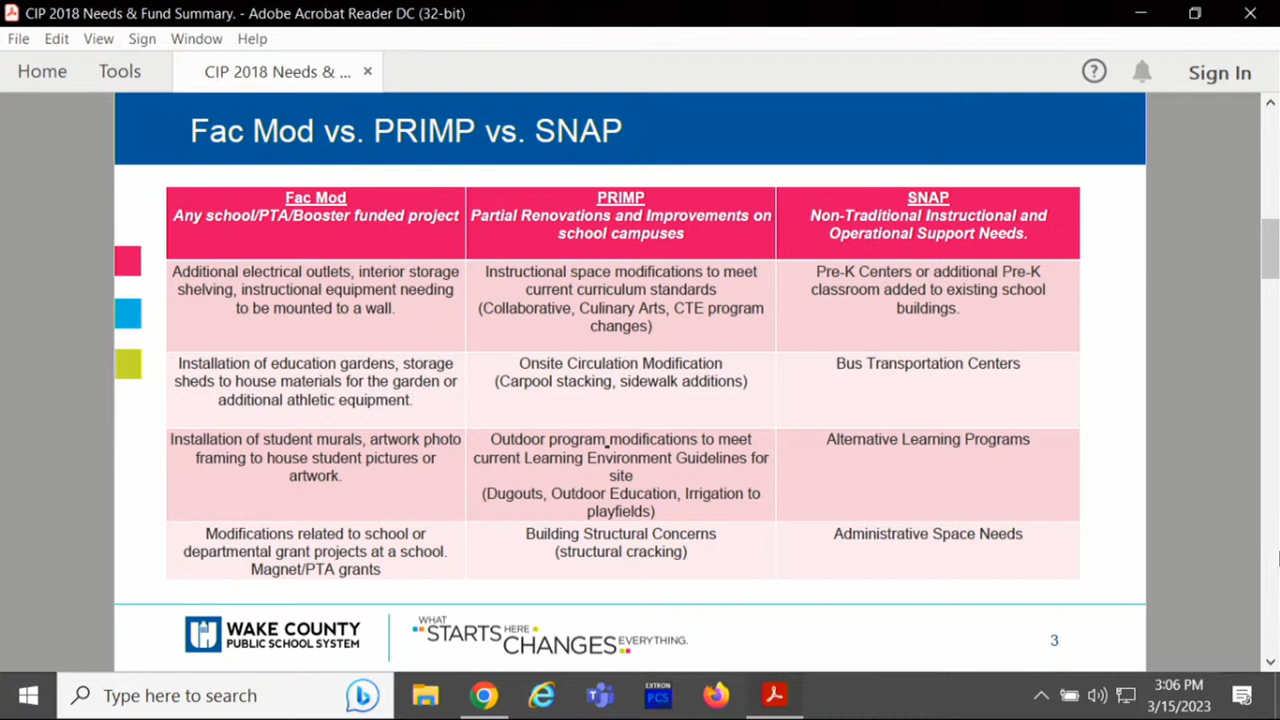 CIP 2018 Needs & Fund Summary. - Adobe Acrobat Reader DC (32-bit)
File Edit View Sign Window Help
Home Tools CIP 2018 Needs & ... × ? Sign In
Fac Mod vs. PRIMP vs. SNAP
Fac Mod
Any school/PTA/Booster funded project
PRIMP
Partial Renovations and Improvements on
school campuses
SNAP
Non-Traditional Instructional and
Operational Support Needs.
Additional electrical outlets, interior storage
shelving, instructional equipment needing
to be mounted to a wall.
Instructional space modifications to meet
current curriculum standards
(Collaborative, Culinary Arts, CTE program
changes)
Pre-K Centers or additional Pre-K
classroom added to existing school
buildings.
Installation of education gardens, storage
sheds to house materials for the garden or
additional athletic equipment.
Onsite Circulation Modification
(Carpool stacking, sidewalk additions)
Bus Transportation Centers
Installation of student murals, artwork photo
framing to house student pictures or
artwork.
Outdoor program modifications to meet
current Learning Environment Guidelines for
site
(Dugouts, Outdoor Education, Irrigation to
playfields)
Alternative Learning Programs
Modifications related to school or
departmental grant projects at a school.
Magnet/PTA grants
Building Structural Concerns
(structural cracking)
Administrative Space Needs
WAKE COUNTY
PUBLIC SCHOOL SYSTEM
WHAT
STARTS HERE
CHANGES EVERYTHING.
3
Type here to search
EXTRON
PCS
3:06 PM
3/15/2023